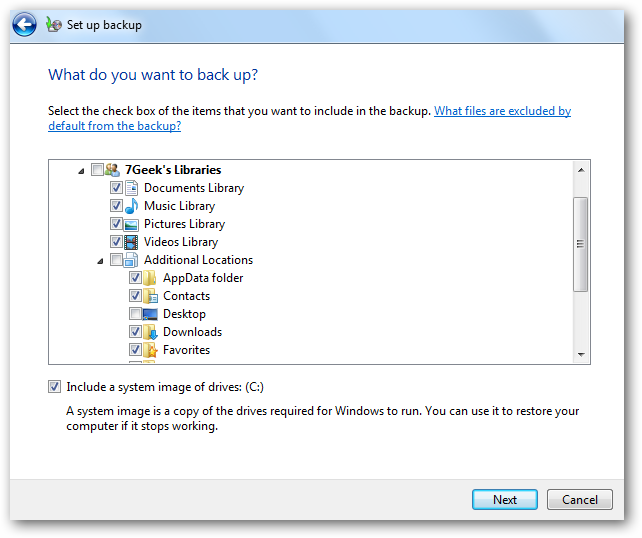 Set up backup
What do you want to back up?
Select the check box of the items that you want to include in the backup. What files are excluded by
default from the backup?
7Geek's Libraries
Documents Library
Music Library
Pictures Library
Videos Library
Additional Locations
AppData folder
Contacts
Desktop
Downloads
Favorites
Include a system image of drives: (C:)
A system image is a copy of the drives required for Windows to run. You can use it to restore your
computer if it stops working.
Next
Cancel